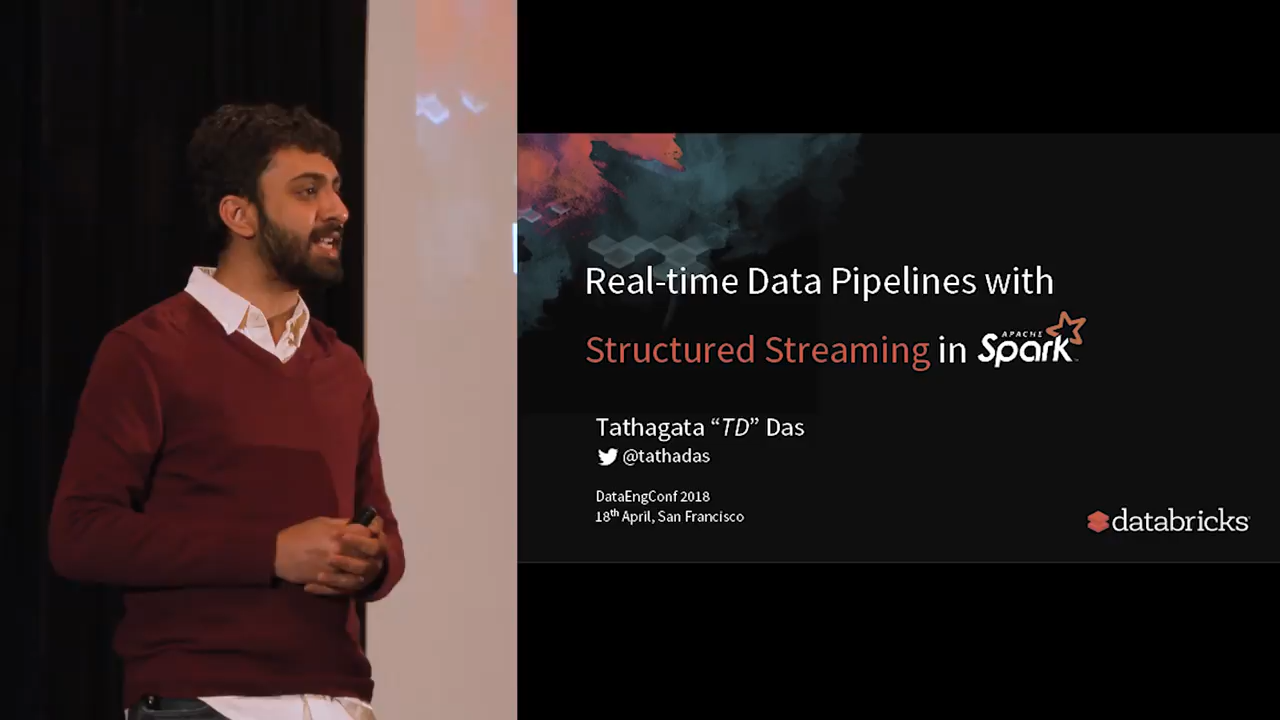 Real-time Data Pipelines with
Structured Streaming in APACHE Spark
Tathagata “TD” Das
@tathadas
DataEngConf 2018
18th April, San Francisco
databricks